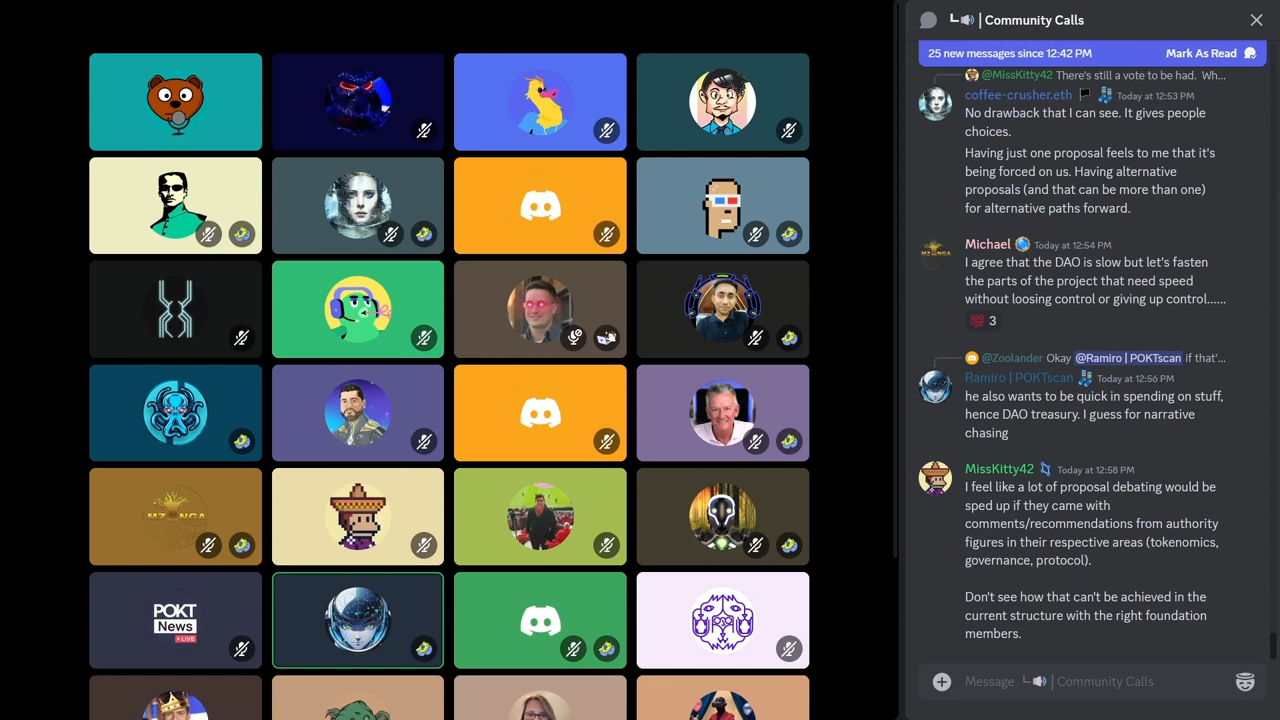 MZONGA
POKT
News
LIVE
Community Calls
25 new messages since 12:42 PM
Mark As Read
@MissKitty42 There's still a vote to be had. Wh...
coffee-crusher.eth Today at 12:53 PM
No drawback that I can see. It gives people
choices.
Having just one proposal feels to me that it's
being forced on us. Having alternative
proposals (and that can be more than one)
for alternative paths forward.
Michael Today at 12:54 PM
I agree that the DAO is slow but let's fasten
the parts of the project that need speed
without loosing control or giving up control......
3
@Zoolander Okay @Ramiro | POKTscan if that'...
Ramiro | POKTscan Today at 12:56 PM
he also wants to be quick in spending on stuff,
hence DAO treasury. I guess for narrative
chasing
MissKitty42 Today at 12:58 PM
I feel like a lot of proposal debating would be
sped up if they came with
comments/recommendations from authority
figures in their respective areas (tokenomics,
governance, protocol).
Don't see how that can't be achieved in the
current structure with the right foundation
members.
Message Community Calls